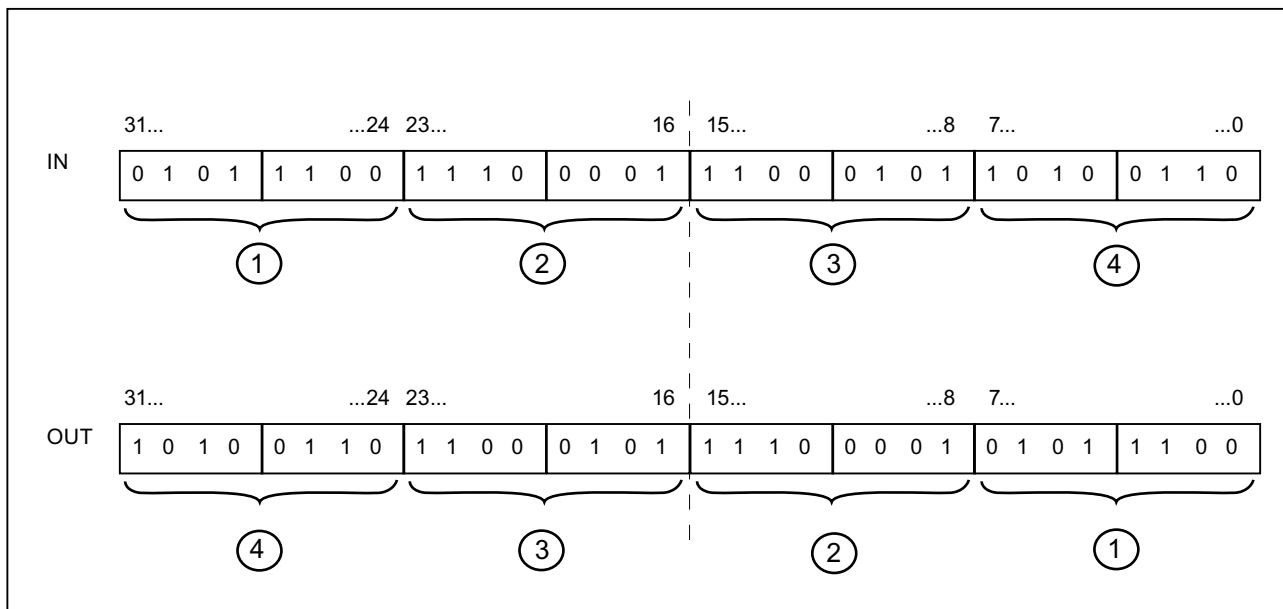 31... ...24 23... 16 15... ...8 7... ...0
IN 0 1 0 1 1 1 0 0 1 1 1 0 0 0 0 1 1 1 0 0 0 1 0 1 1 0 1 0 0 1 1 0
1 2 3 4
31... ...24 23... 16 15... ...8 7... ...0
OUT 1 0 1 0 0 1 1 0 1 1 0 0 0 1 0 1 1 1 1 0 0 0 0 1 0 1 0 1 1 1 0 0
4 3 2 1